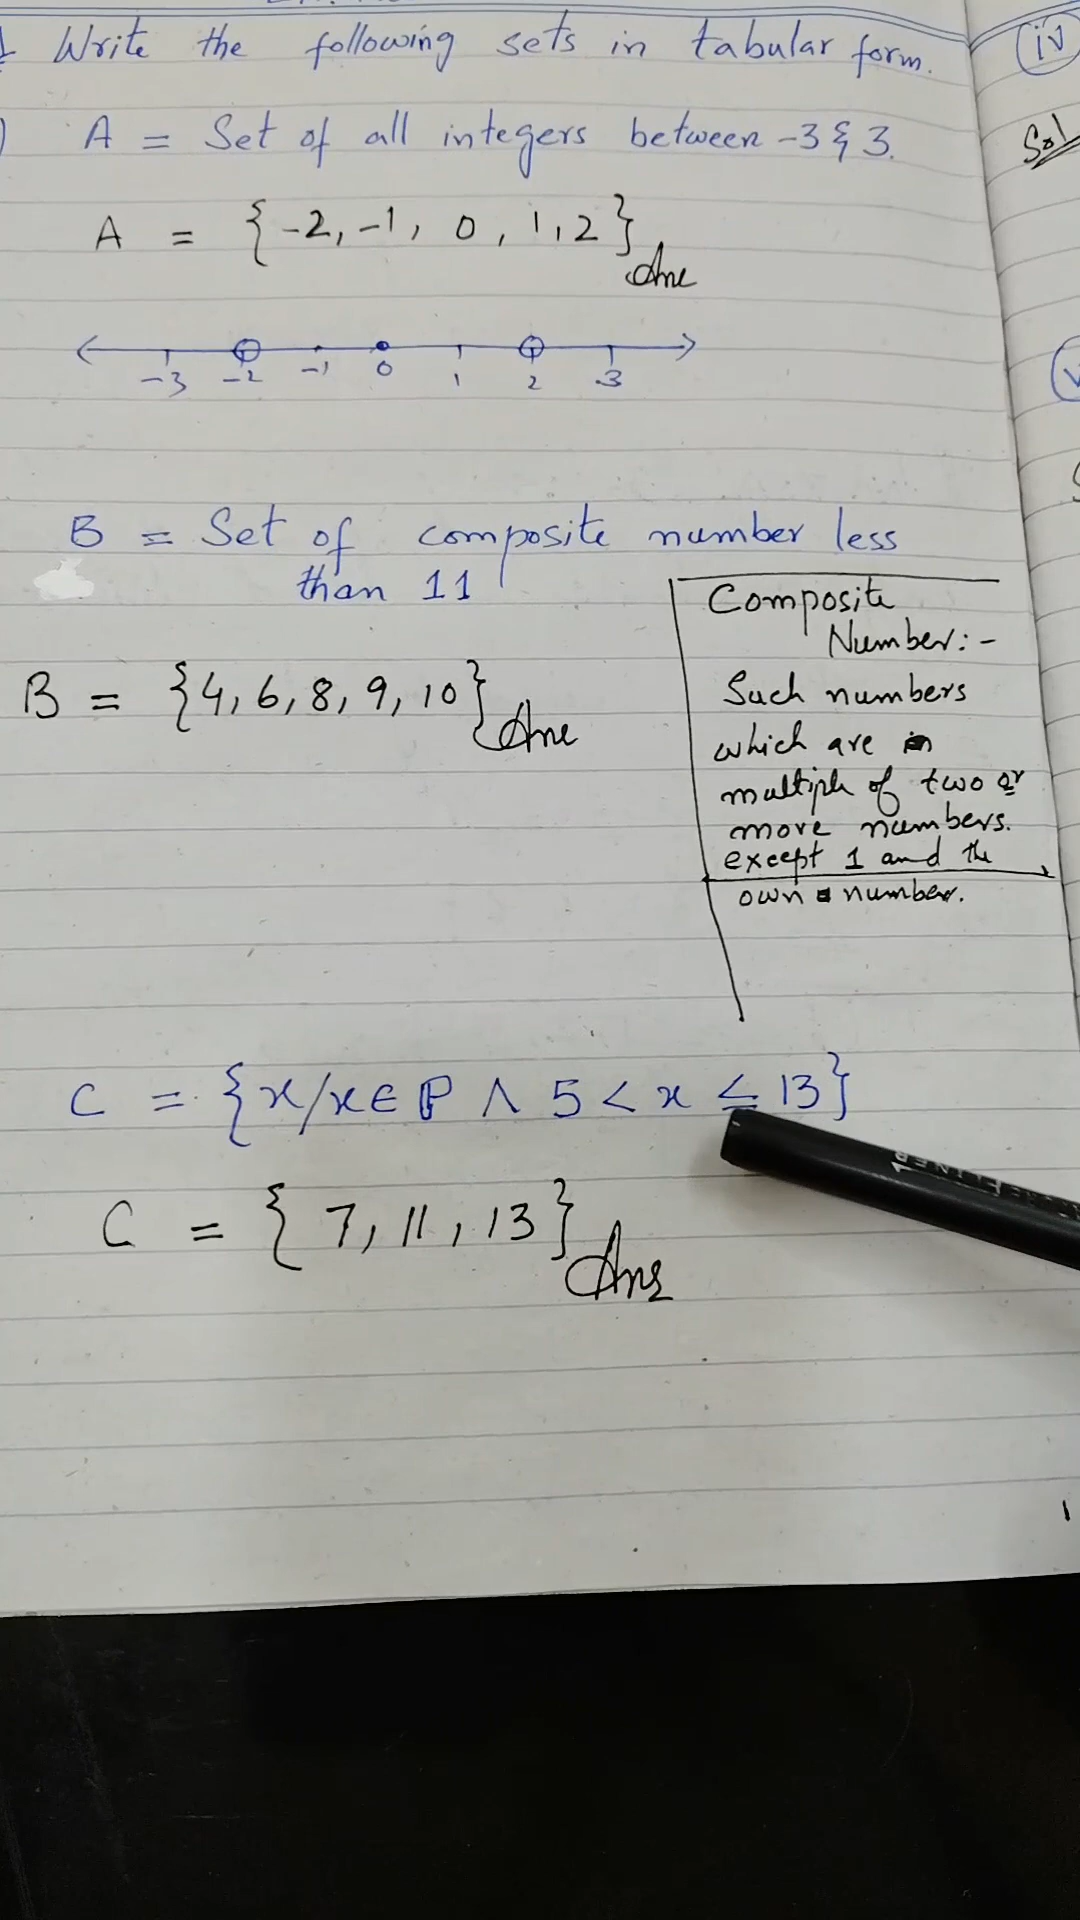 Write the following sets in tabular form.
A = Set of all integers between -3 & 3.
A = {-2, -1, 0, 1, 2}
Ans
-3 -2 -1 0 1 2 3
B = Set of composite number less
than 11
B = {4, 6, 8, 9, 10}
Ans
Composite
Number:-
Such numbers
which are
multiple of two or
more numbers.
except 1 and the
own number.
C = {x/x∈ P ∧ 5 < x ≤ 13}
C = {7, 11, 13}
Ans
(iv)
Sol